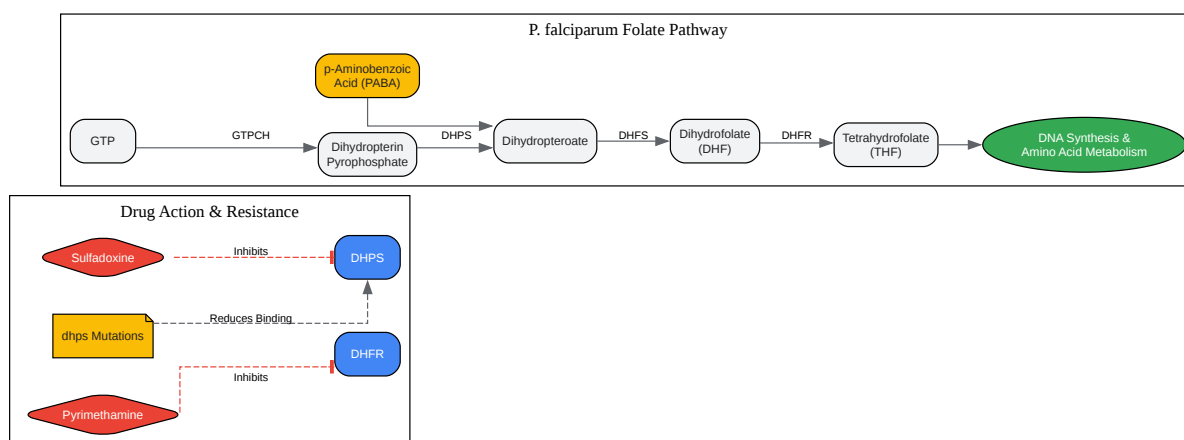 P. falciparum Folate Pathway
p-Aminobenzoic
Acid (PABA)
GTP
GTPCH
Dihydropterin
Pyrophosphate
DHPS
Dihydropteroate
DHFS
Dihydrofolate
(DHF)
DHFR
Tetrahydrofolate
(THF)
DNA Synthesis &
Amino Acid Metabolism
Drug Action & Resistance
Sulfadoxine
Inhibits
DHPS
dhps Mutations
Reduces Binding
DHFR
Inhibits
Pyrimethamine